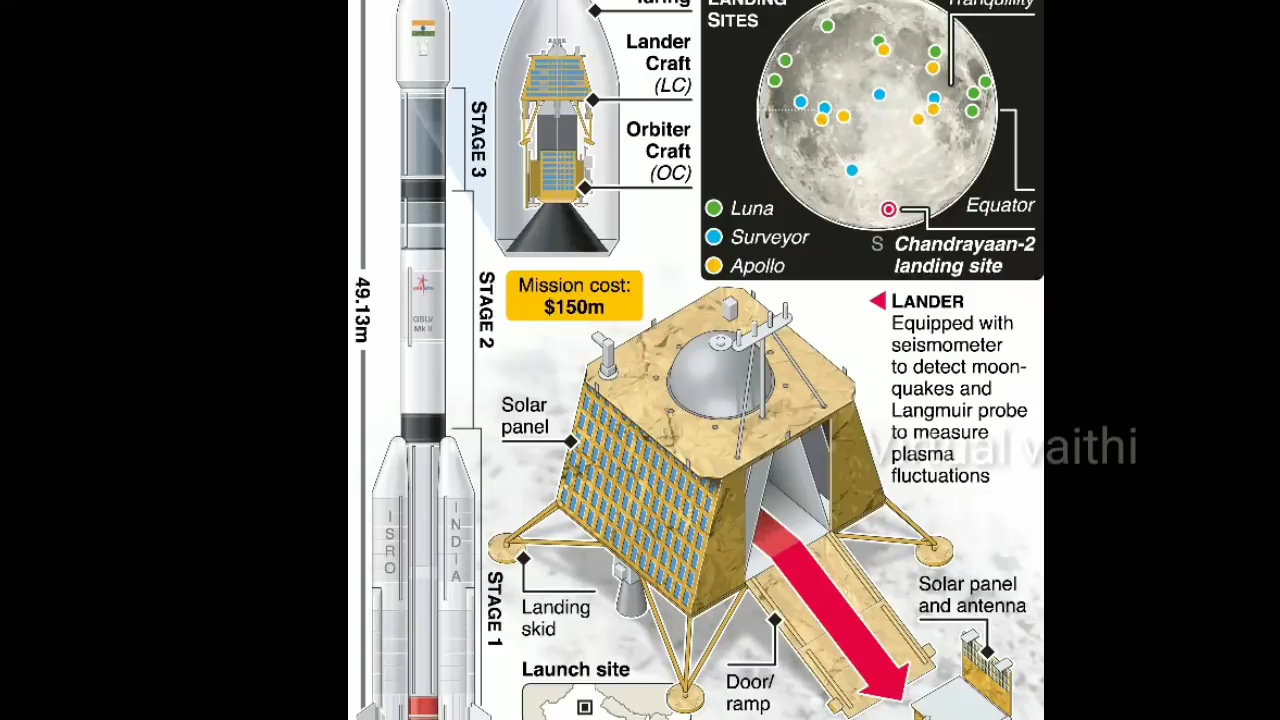 LANDING
SITES
Tranquility
Lander
Craft
(LC)
Orbiter
Craft
(OC)
STAGE 3
Luna
Surveyor
Apollo
Equator
S
Chandrayaan-2
landing site
49.13m
STAGE 2
GSLV
Mk II
Mission cost:
$150m
LANDER
Equipped with
seismometer
to detect moon-
quakes and
Langmuir probe
to measure
plasma
fluctuations
Solar
panel
ISRO
INDIA
STAGE 1
Landing
skid
Solar panel
and antenna
Door/
ramp
Launch site